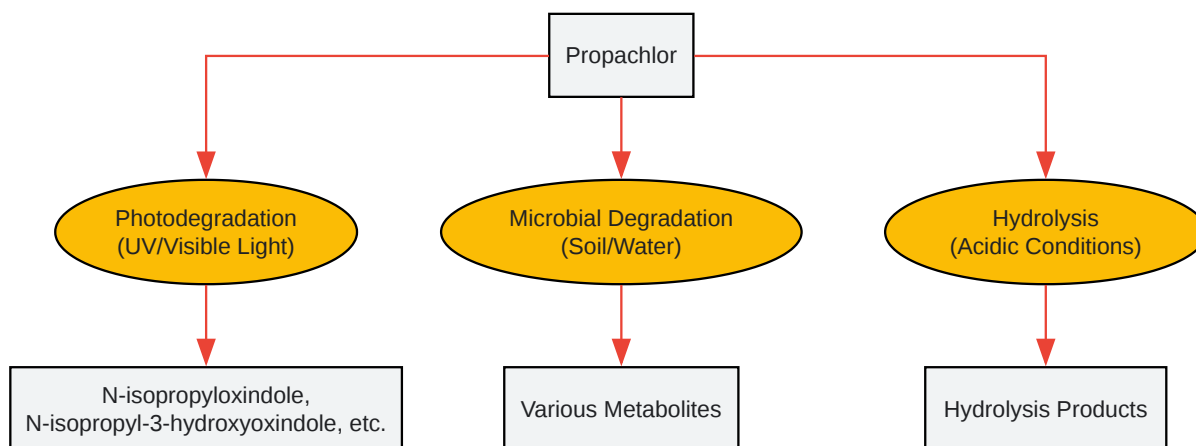 Propachlor
Photodegradation
(UV/Visible Light)
Microbial Degradation
(Soil/Water)
Hydrolysis
(Acidic Conditions)
N-isopropyloxindole,
N-isopropyl-3-hydroxyoxindole, etc.
Various Metabolites
Hydrolysis Products